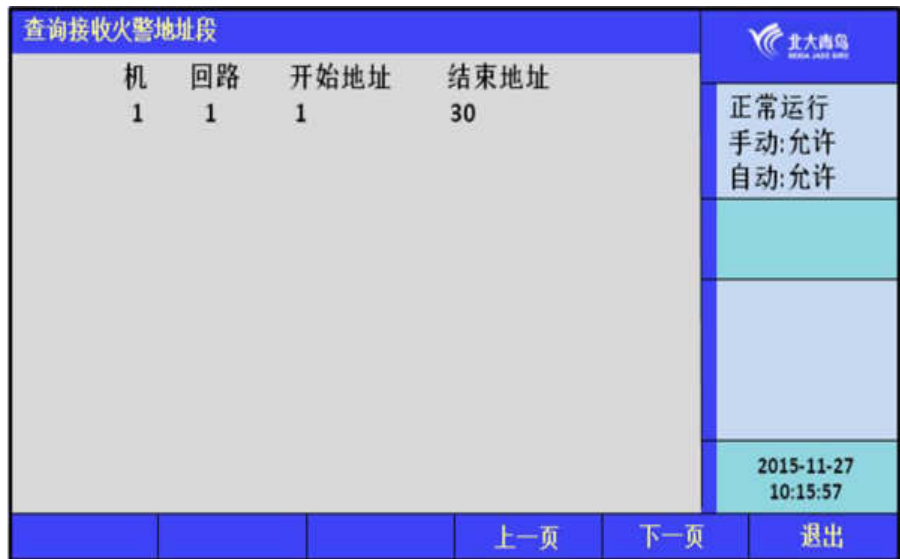 查询接收火警地址段
北大青鸟
机 回路 开始地址 结束地址
1 1 1 30
正常运行
手动:允许
自动:允许
2015-11-27
10:15:57
上一页 下一页 退出